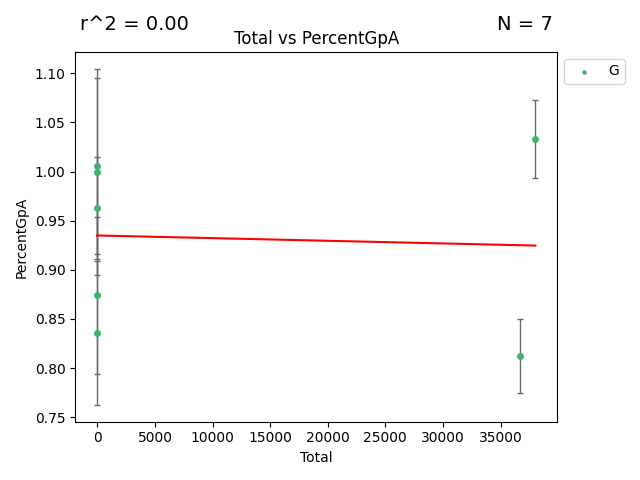 r^2 = 0.00
N = 7
Total vs PercentGpA
G
1.10
1.05
1.00
0.95
0.90
0.85
0.80
0.75
PercentGpA
0 5000 10000 15000 20000 25000 30000 35000
Total